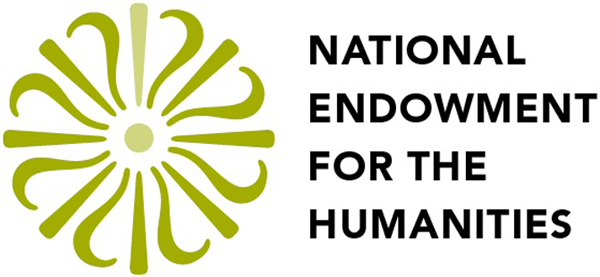 NATIONAL
ENDOWMENT
FOR THE
HUMANITIES